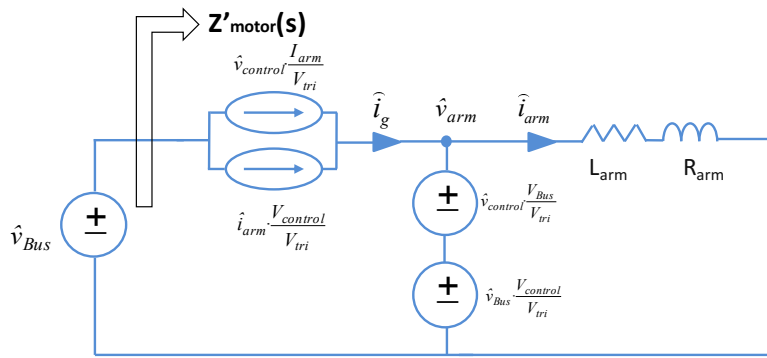 Z'motor(s)
v̂control·Iarm/Vtri
îg
v̂arm
îarm
Larm
Rarm
v̂Bus
±
îarm·Vcontrol/Vtri
±
v̂control·VBus/Vtri
±
v̂Bus·Vcontrol/Vtri